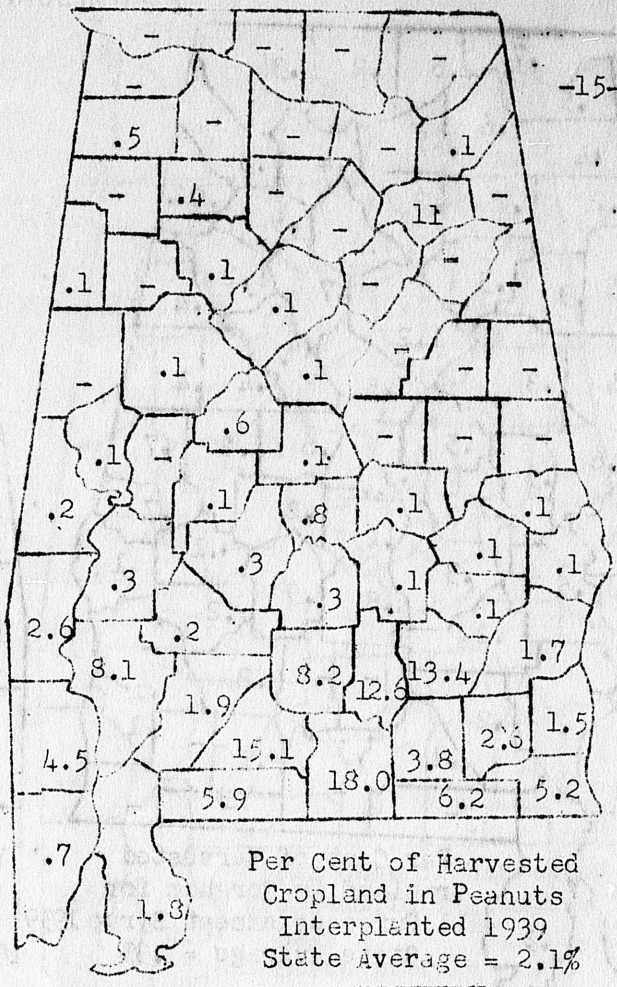 - - - -
-15-
-
.5 - - - .1
- .4 - - 11 -
.1 - .1 .1 - - -
- .1 .1 - - -
.6
.1 - .1 - - -
.2 .1 .8 .1 .1
.3 .3 .3 .1 .1 .1
.1
2.6 .2 1.7
8.1 8.2 12.6 13.4
1.9 1.5
4.5 15.1 18.0 3.8 2.6
5.9 6.2 5.2
.7
1.8
Per Cent of Harvested
Cropland in Peanuts
Interplanted 1939
State Average = 2.1%